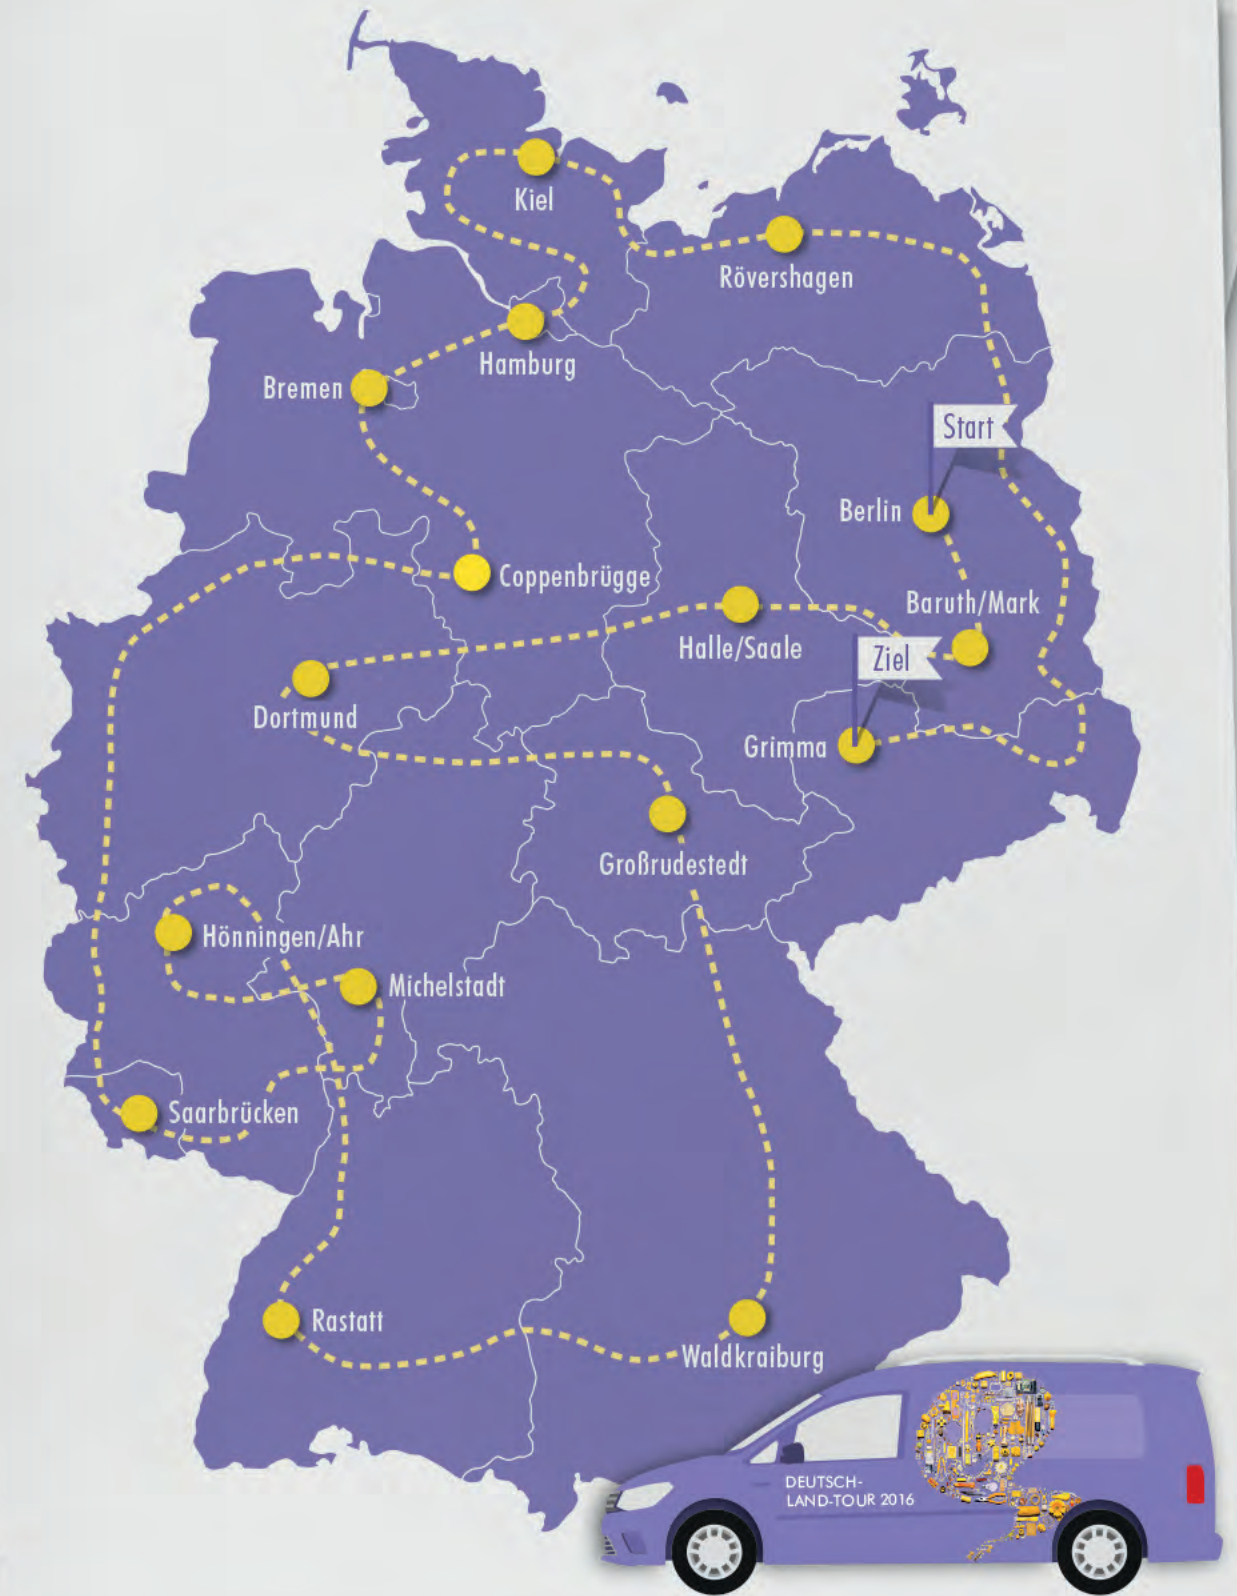 Kiel
Rövershagen
Hamburg
Bremen
Start
Berlin
Coppenbrügge
Baruth/Mark
Halle/Saale
Ziel
Dortmund
Grimma
Großrudestedt
Hönningen/Ahr
Michelstadt
Saarbrücken
Rastatt
Waldkraiburg
DEUTSCH-
LAND-TOUR 2016